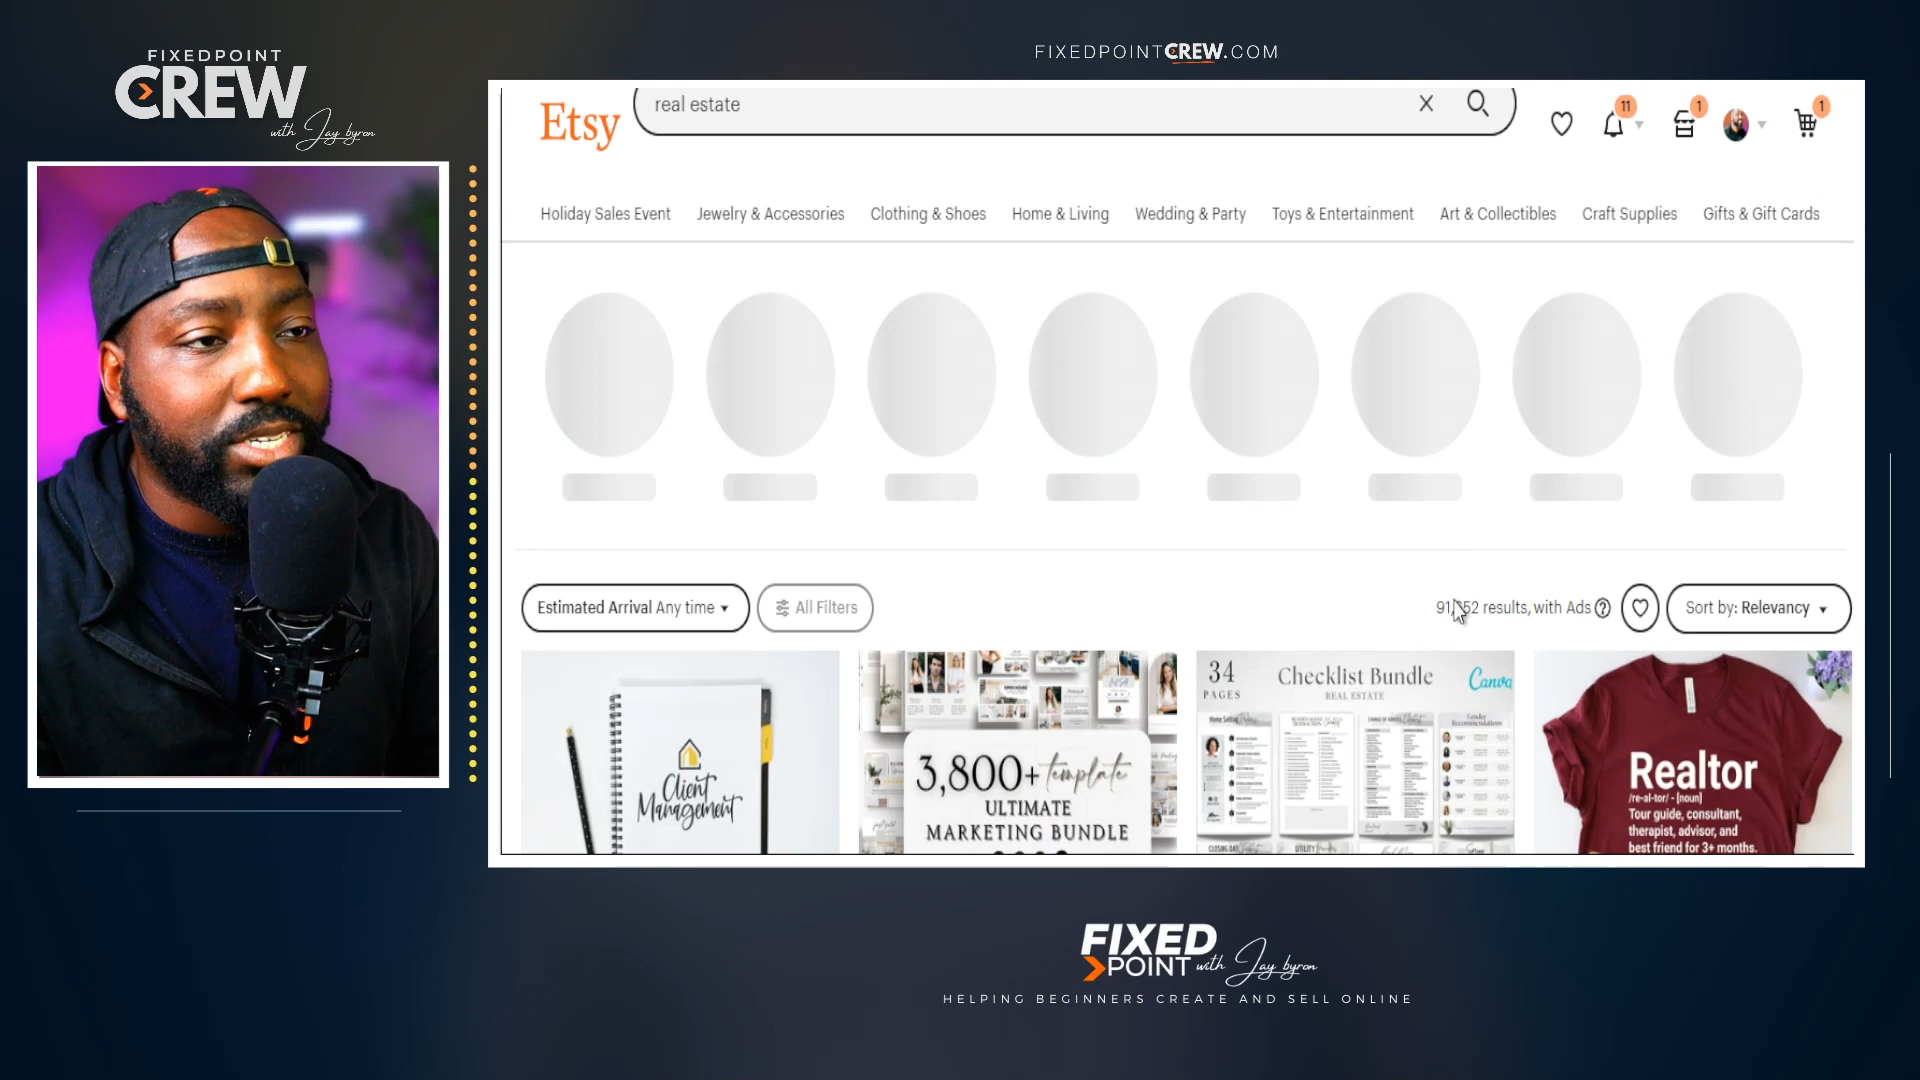 FIXEDPOINT
CREW
with Jay byron
FIXEDPOINTCREW.COM
Etsy
real estate
X
11
1
1
Holiday Sales Event
Jewelry & Accessories
Clothing & Shoes
Home & Living
Wedding & Party
Toys & Entertainment
Art & Collectibles
Craft Supplies
Gifts & Gift Cards
Estimated Arrival Any time
All Filters
results, with Ads ?
Sort by: Relevancy
Client
Management
3,800+ template
ULTIMATE
MARKETING BUNDLE
34
PAGES
Checklist Bundle
REAL ESTATE
Canva
Realtor
/re-al-tor/ - [noun]
Tour guide, consultant,
therapist, advisor, and
best friend for 3+ months.
FIXED
POINT with Jay byron
HELPING BEGINNERS CREATE AND SELL ONLINE